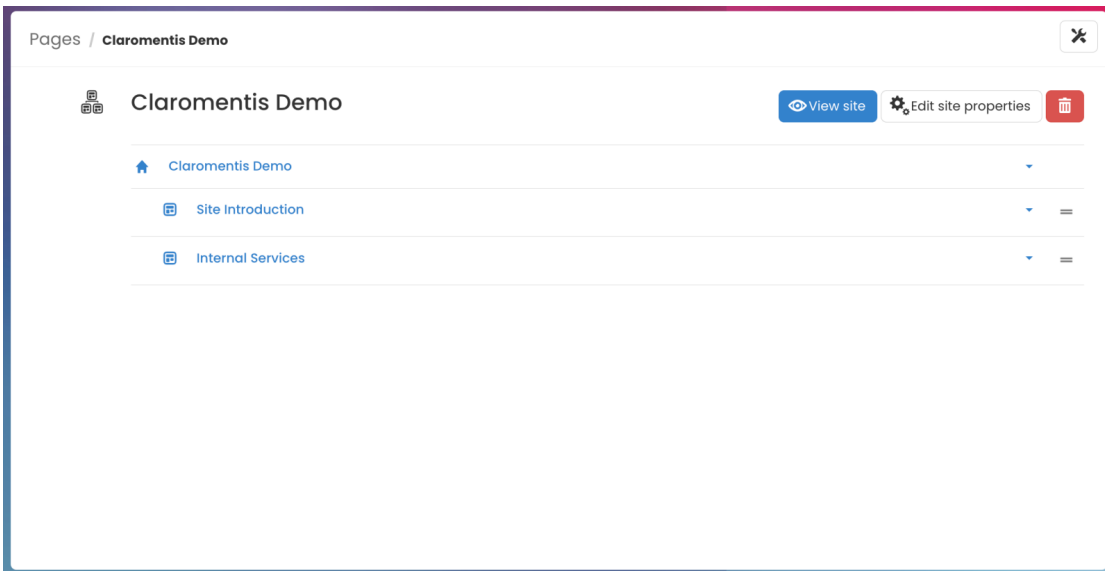 Pages / Claromentis Demo
Claromentis Demo
View site
Edit site properties
Claromentis Demo
Site Introduction
Internal Services